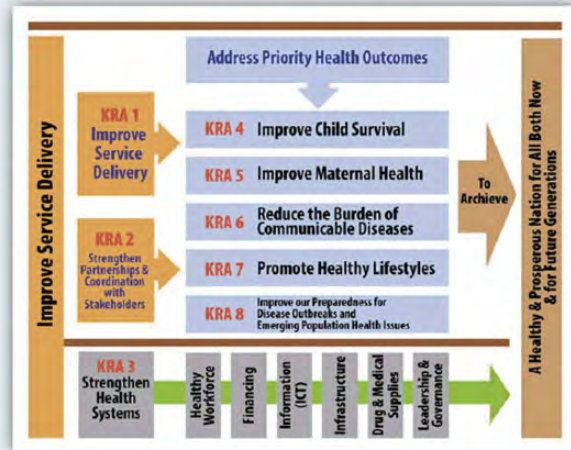 Improve Service Delivery
Address Priority Health Outcomes
KRA 1
Improve
Service
Delivery
KRA 2
Strengthen
Partnerships &
Coordination
with
Stakeholders
KRA 4 Improve Child Survival
KRA 5 Improve Maternal Health
KRA 6 Reduce the Burden of
Communicable Diseases
KRA 7 Promote Healthy Lifestyles
KRA 8 Improve our Preparedness for
Disease Outbreaks and
Emerging Population Health Issues
To
Archieve
A Healthy & Prosperous Nation for All Both Now
& for Future Generations
KRA 3
Strengthen
Health
Systems
Healthy
Workforce
Financing
Information
(ICT)
Infrastructure
Drug & Medical
Supplies
Leadership &
Governance